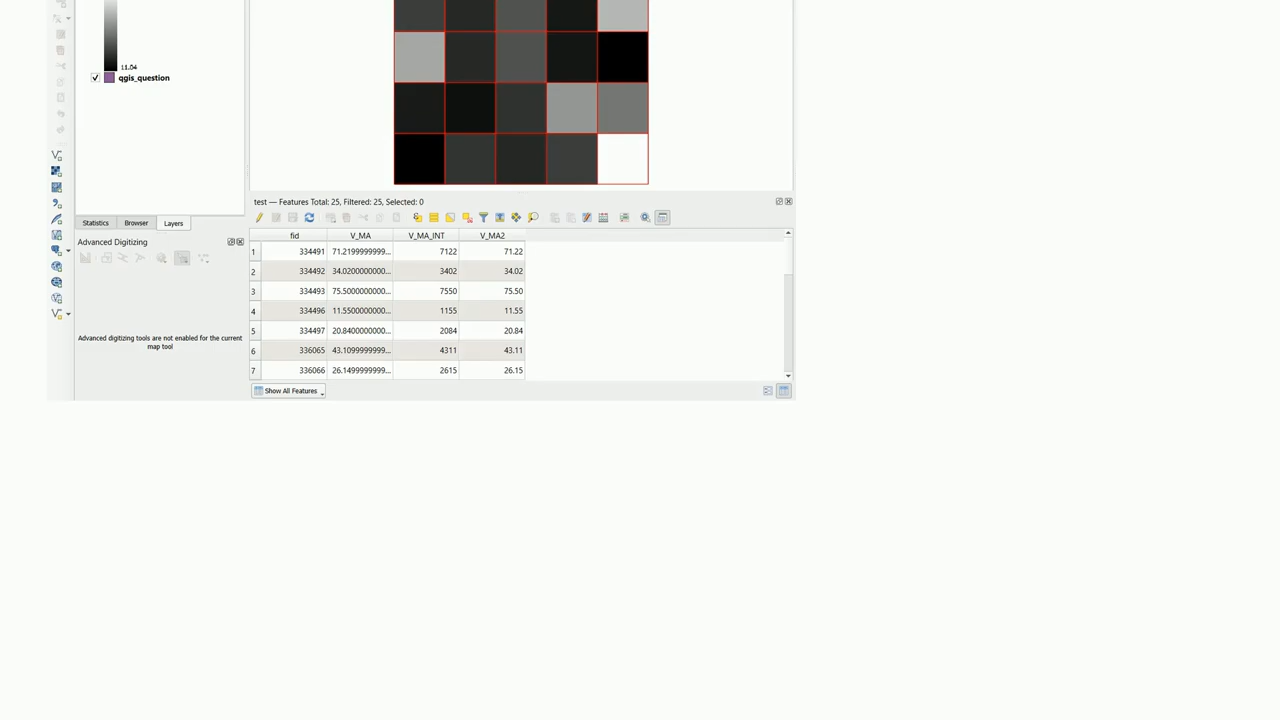 11.04
qgis_question
test — Features Total: 25, Filtered: 25, Selected: 0
Statistics Browser Layers
Advanced Digitizing
fid V_MA V_MA_INT V_MA2
1 334491 71.2199999999... 7122 71.22
2 334492 34.0200000000... 3402 34.02
3 334493 75.5000000000... 7550 75.50
4 334496 11.5500000000... 1155 11.55
5 334497 20.8400000000... 2084 20.84
6 336065 43.1099999999... 4311 43.11
7 336066 26.1499999999... 2615 26.15
Advanced digitizing tools are not enabled for the current
map tool
Show All Features